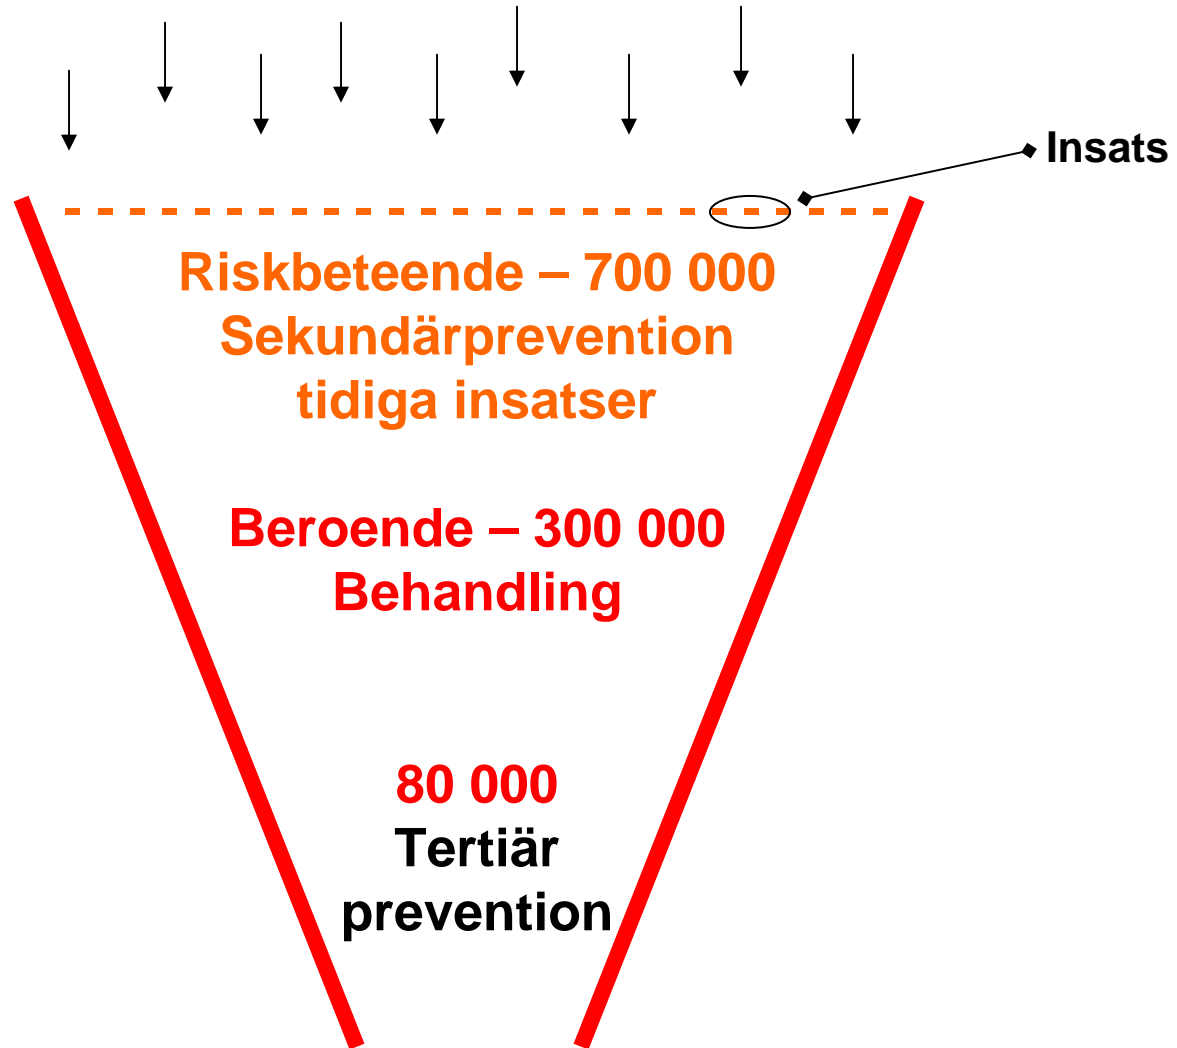 Insats
Riskbeteende – 700 000
Sekundärprevention
tidiga insatser
Beroende – 300 000
Behandling
80 000
Tertiär
prevention